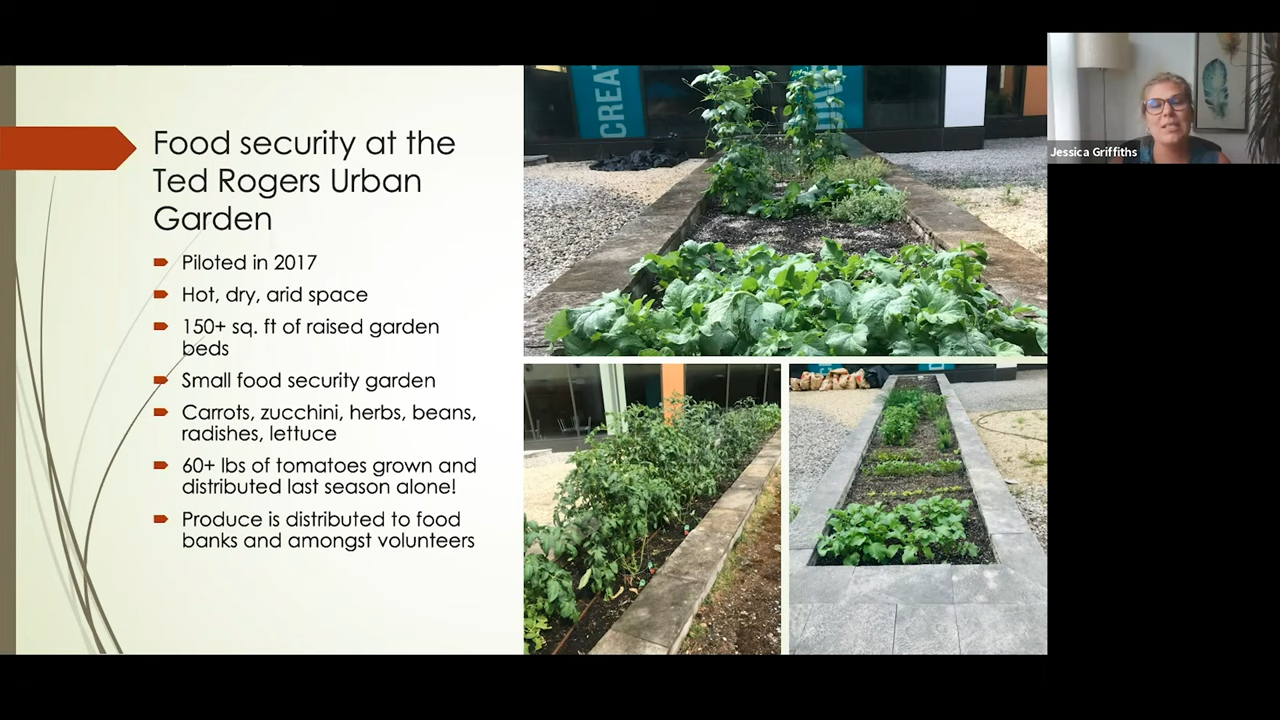 Food security at the
Ted Rogers Urban
Garden
Piloted in 2017
Hot, dry, arid space
150+ sq. ft of raised garden
beds
Small food security garden
Carrots, zucchini, herbs, beans,
radishes, lettuce
60+ lbs of tomatoes grown and
distributed last season alone!
Produce is distributed to food
banks and amongst volunteers
CREAT
Jessica Griffiths